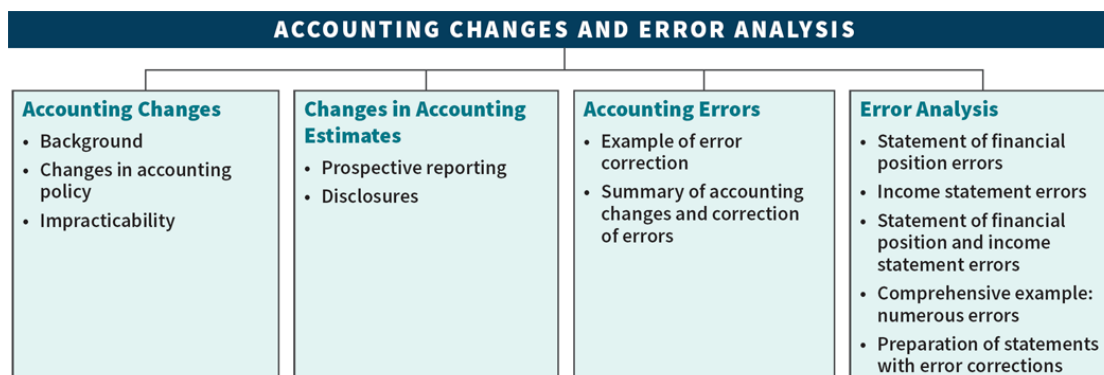 ACCOUNTING CHANGES AND ERROR ANALYSIS
Accounting Changes
• Background
• Changes in accounting
policy
• Impracticability
Changes in Accounting
Estimates
• Prospective reporting
• Disclosures
Accounting Errors
• Example of error
correction
• Summary of accounting
changes and correction
of errors
Error Analysis
• Statement of financial
position errors
• Income statement errors
• Statement of financial
position and income
statement errors
• Comprehensive example:
numerous errors
• Preparation of statements
with error corrections